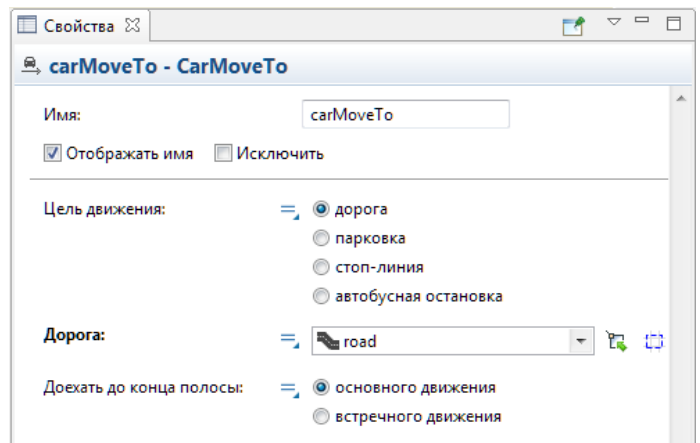 Свойства
carMoveTo - CarMoveTo
Имя: carMoveTo
Отображать имя Исключить
Цель движения: дорога
парковка
стоп-линия
автобусная остановка
Дорога: road
Доехать до конца полосы: основного движения
встречного движения